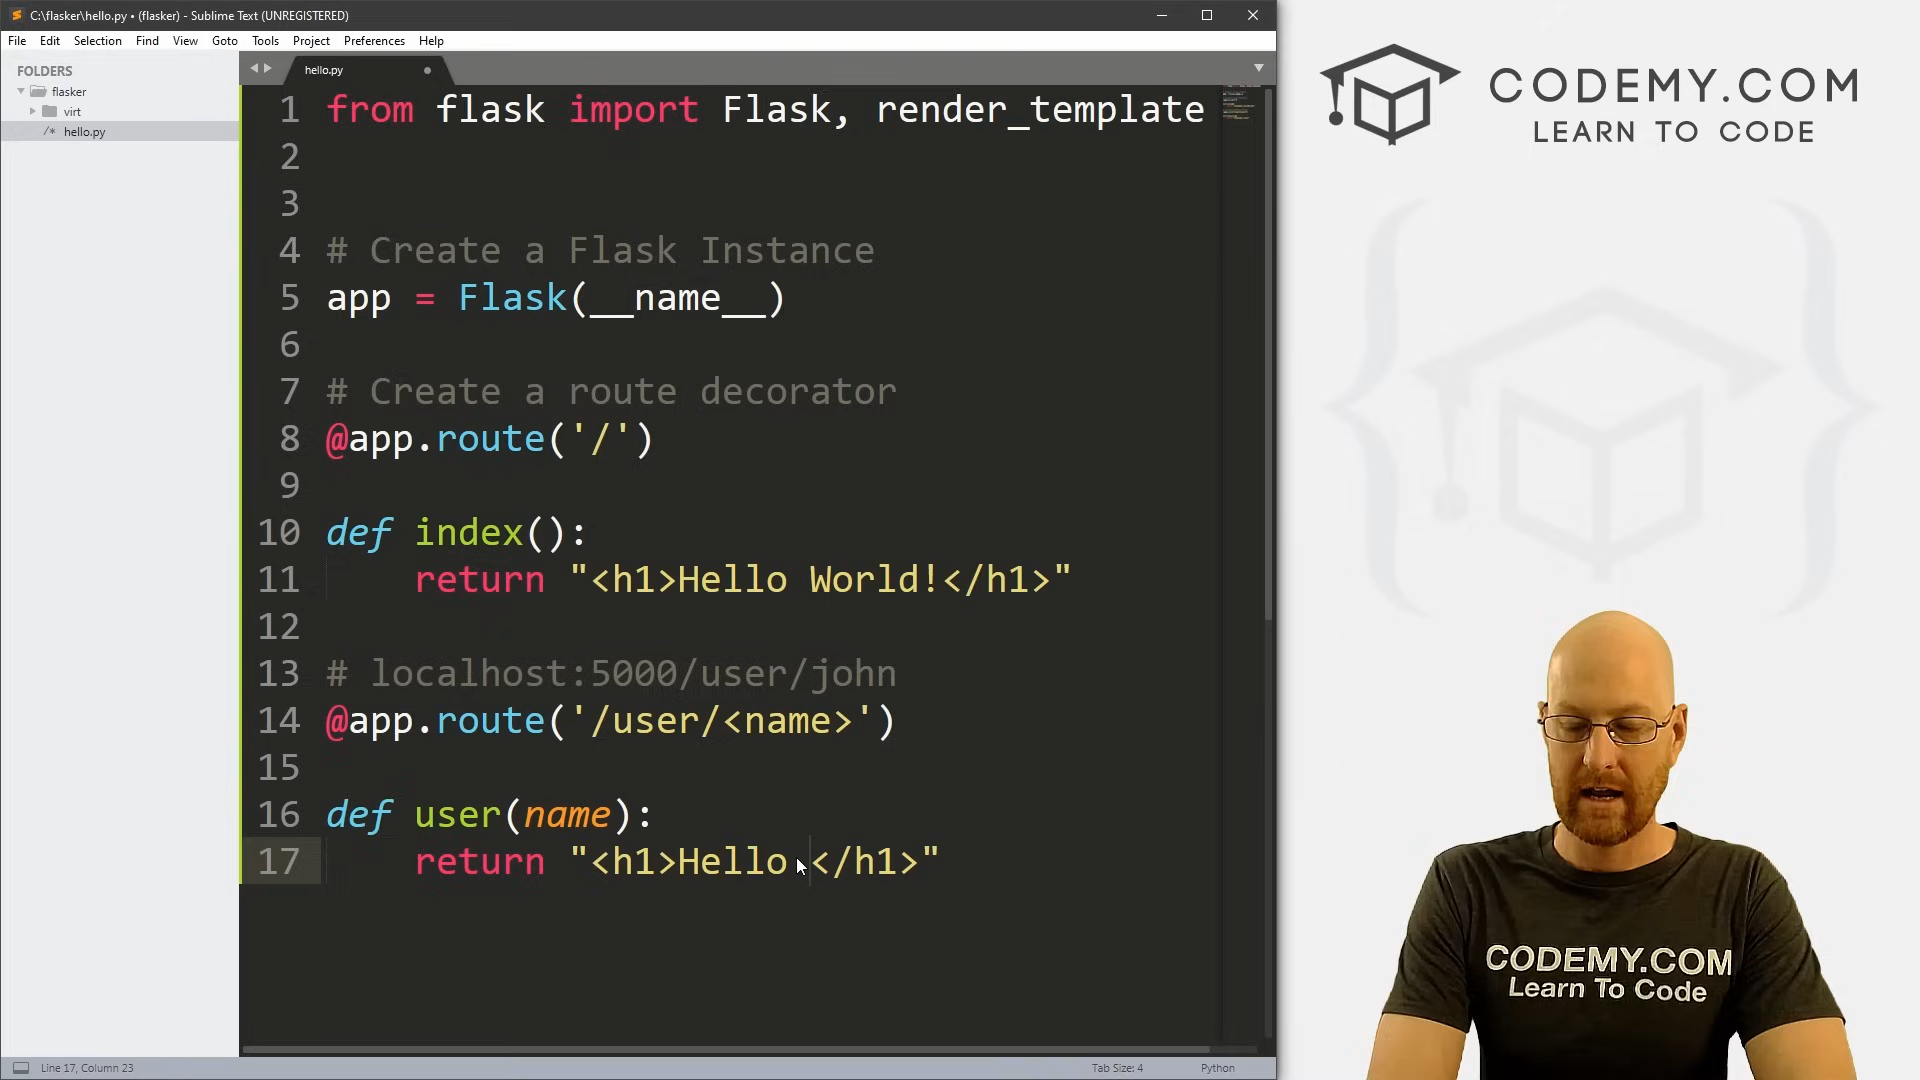 C:\flasker\hello.py • (flasker) - Sublime Text (UNREGISTERED)
File Edit Selection Find View Goto Tools Project Preferences Help
FOLDERS
flasker
virt
/* hello.py
hello.py
1 from flask import Flask, render_template
2
3
4 # Create a Flask Instance
5 app = Flask(__name__)
6
7 # Create a route decorator
8 @app.route('/')
9
10 def index():
11 return "<h1>Hello World!</h1>"
12
13 # localhost:5000/user/john
14 @app.route('/user/<name>')
15
16 def user(name):
17 return "<h1>Hello </h1>"
Line 17, Column 23
Tab Size: 4
Python
CODEMY.COM
LEARN TO CODE
CODEMY.COM
Learn To Code